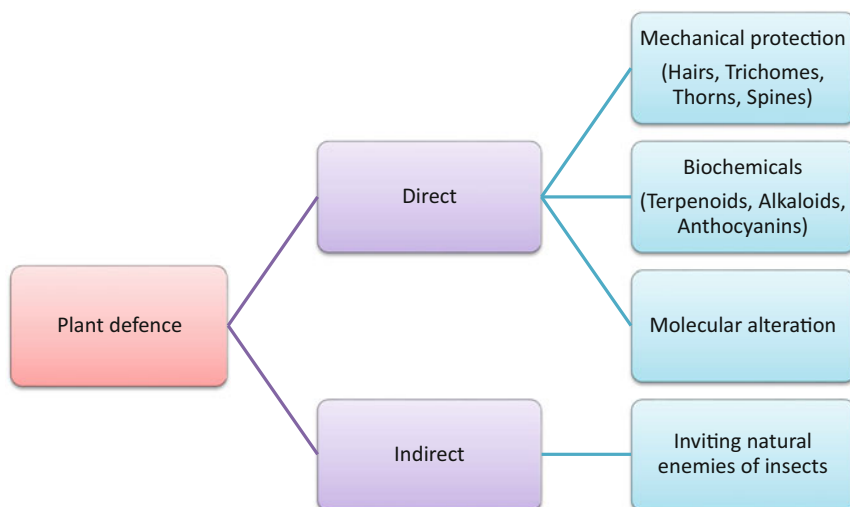 Plant defence
Direct
Mechanical protection
(Hairs, Trichomes,
Thorns, Spines)
Biochemicals
(Terpenoids, Alkaloids,
Anthocyanins)
Molecular alteration
Indirect
Inviting natural
enemies of insects